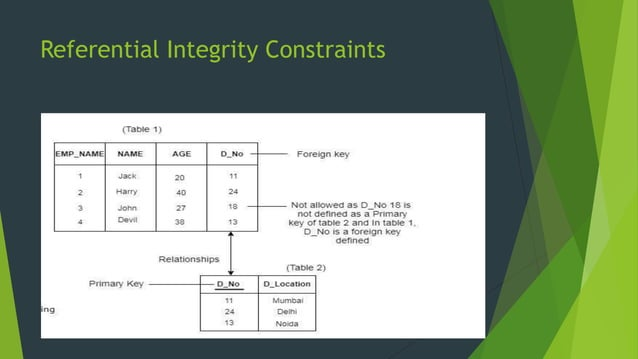 Referential Integrity Constraints
(Table 1)
EMP_NAME NAME AGE D_No
Foreign key
1 Jack 20 11
2 Harry 40 24
3 John 27 18
4 Devil 38 13
Not allowed as D_No 18 is
not defined as a Primary
key of table 2 and In table 1,
D_No is a foreign key
defined
Relationships
(Table 2)
Primary Key
D_No D_Location
11 Mumbai
24 Delhi
13 Noida
ing